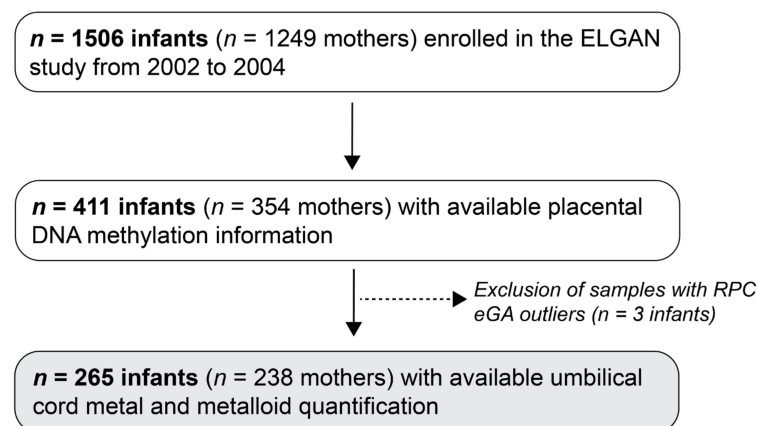 n = 1506 infants (n = 1249 mothers) enrolled in the ELGAN
study from 2002 to 2004
n = 411 infants (n = 354 mothers) with available placental
DNA methylation information
Exclusion of samples with RPC
eGA outliers (n = 3 infants)
n = 265 infants (n = 238 mothers) with available umbilical
cord metal and metalloid quantification